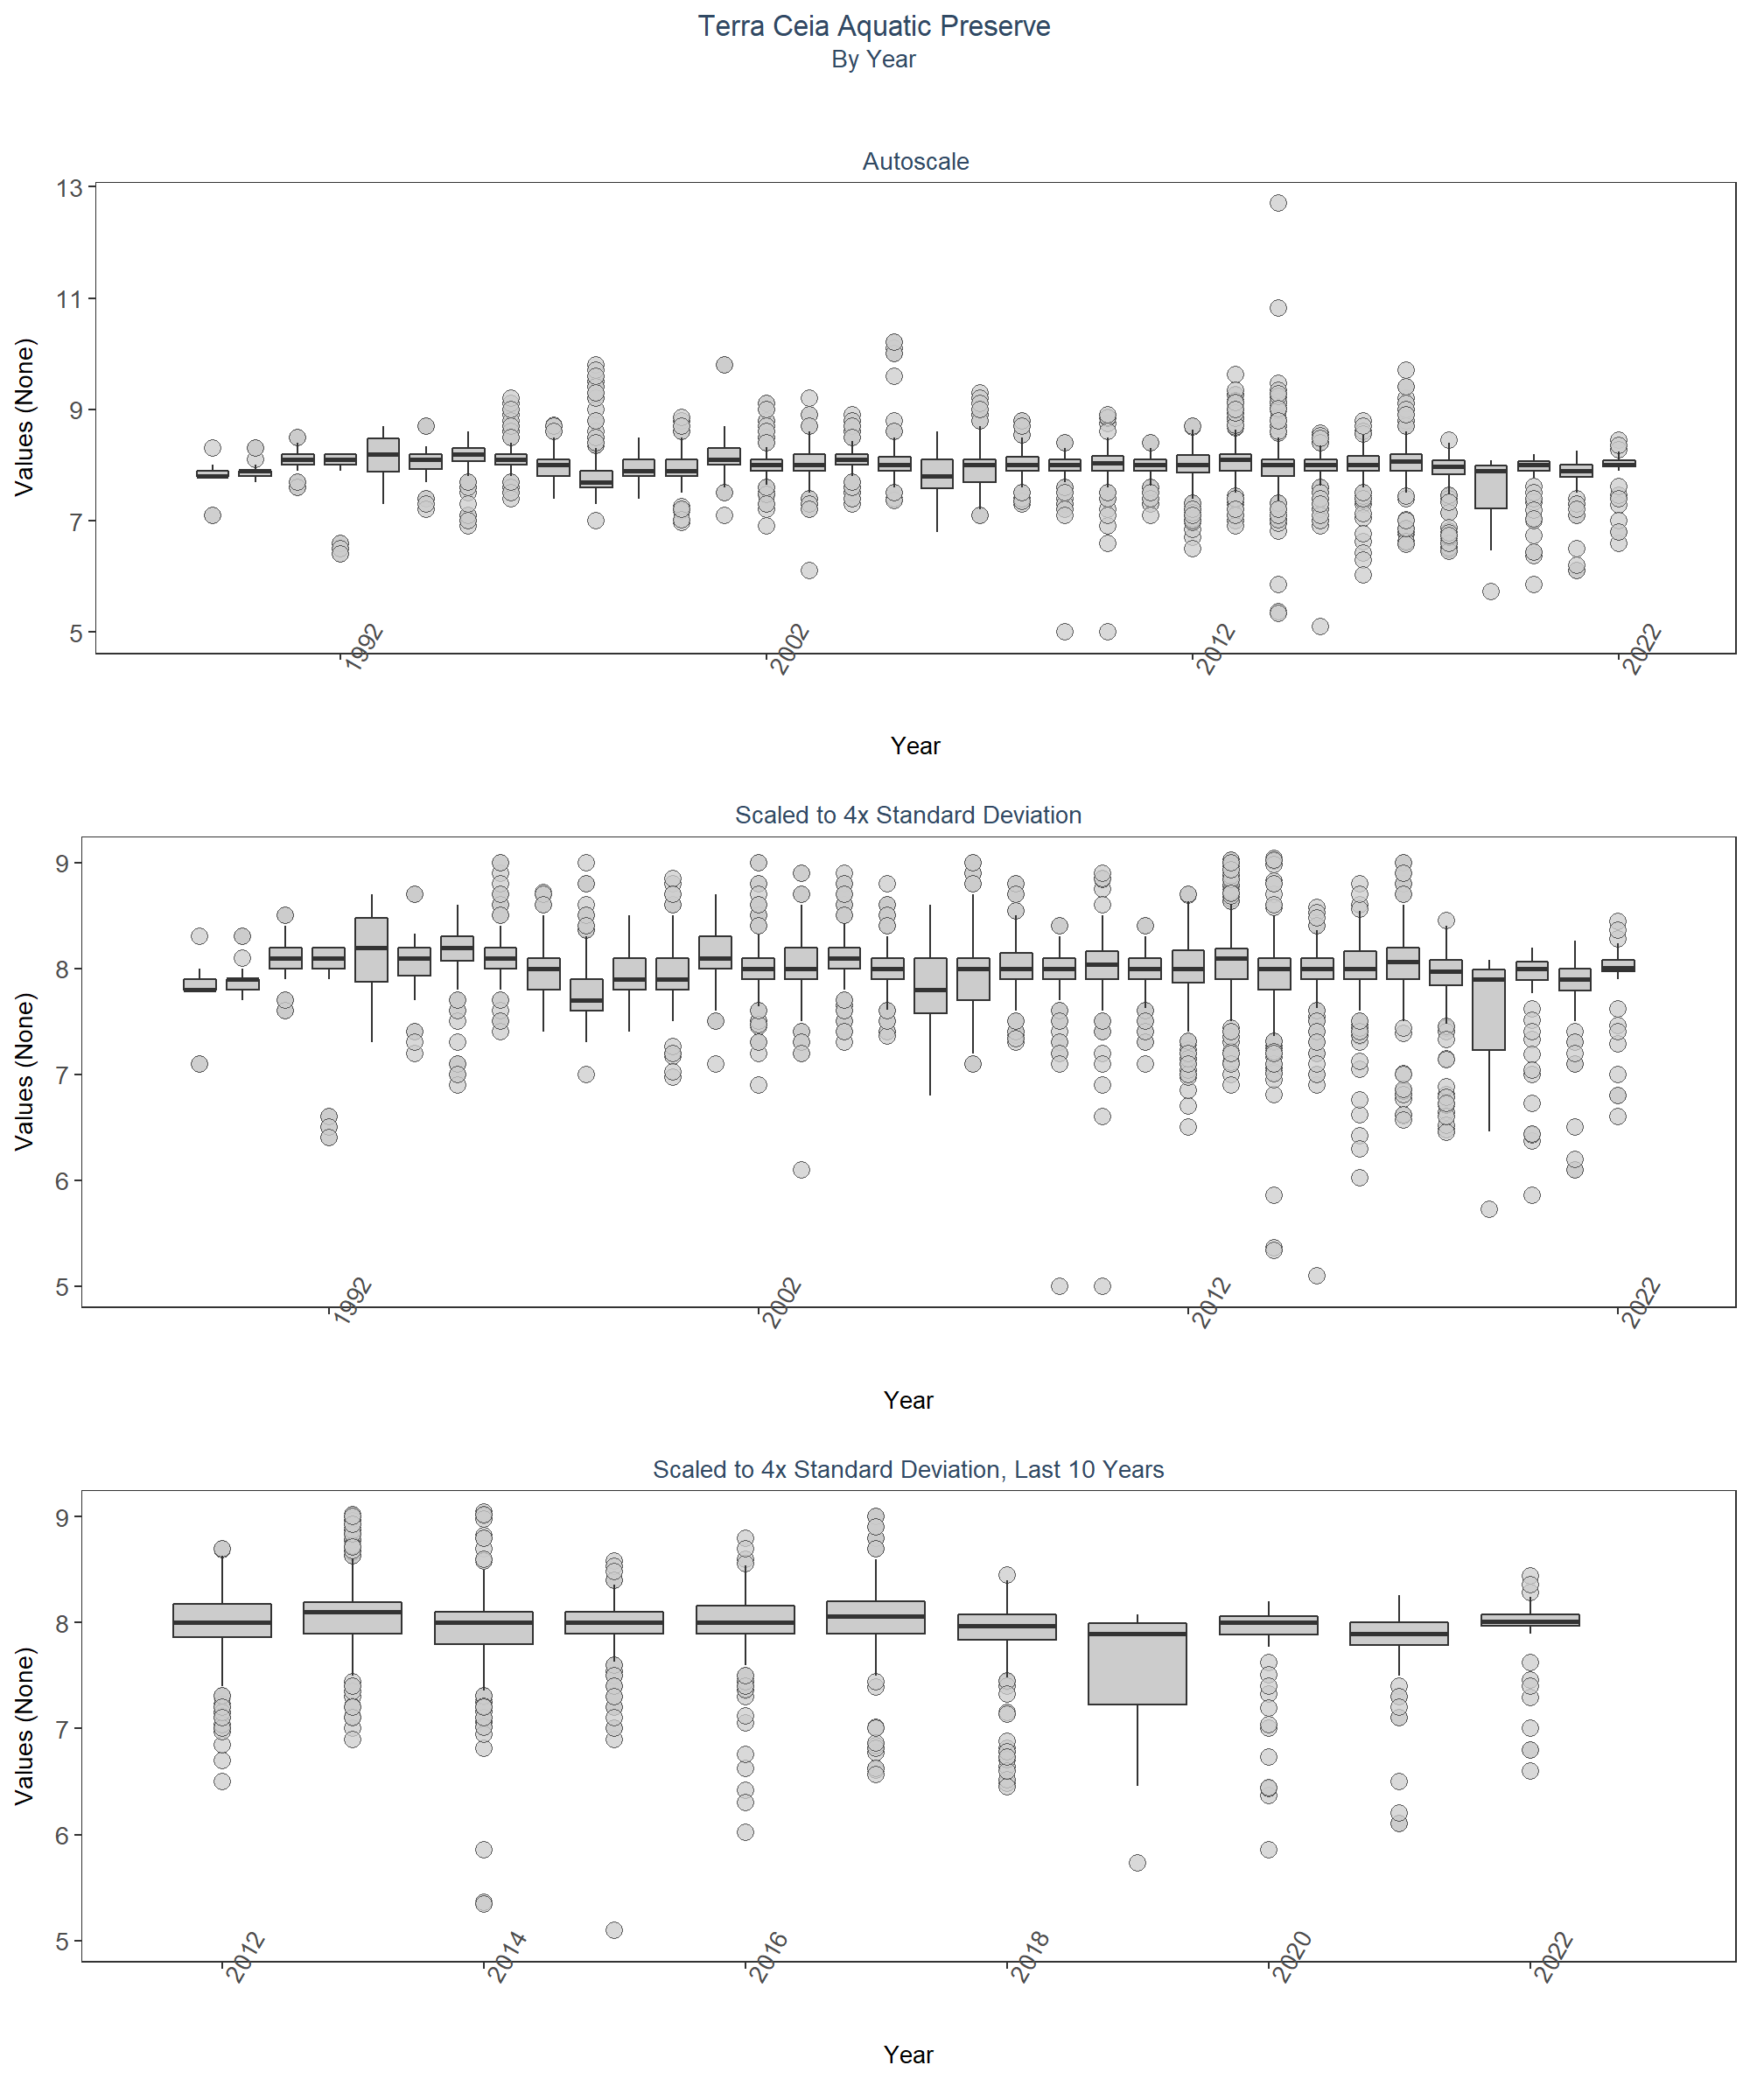 Terra Ceia Aquatic Preserve
By Year
Autoscale
Values (None)
13
11
9
7
5
1992
2002
2012
2022
Year
Scaled to 4x Standard Deviation
Values (None)
9
8
7
6
5
1992
2002
2012
2022
Year
Scaled to 4x Standard Deviation, Last 10 Years
Values (None)
9
8
7
6
5
2012
2014
2016
2018
2020
2022
Year